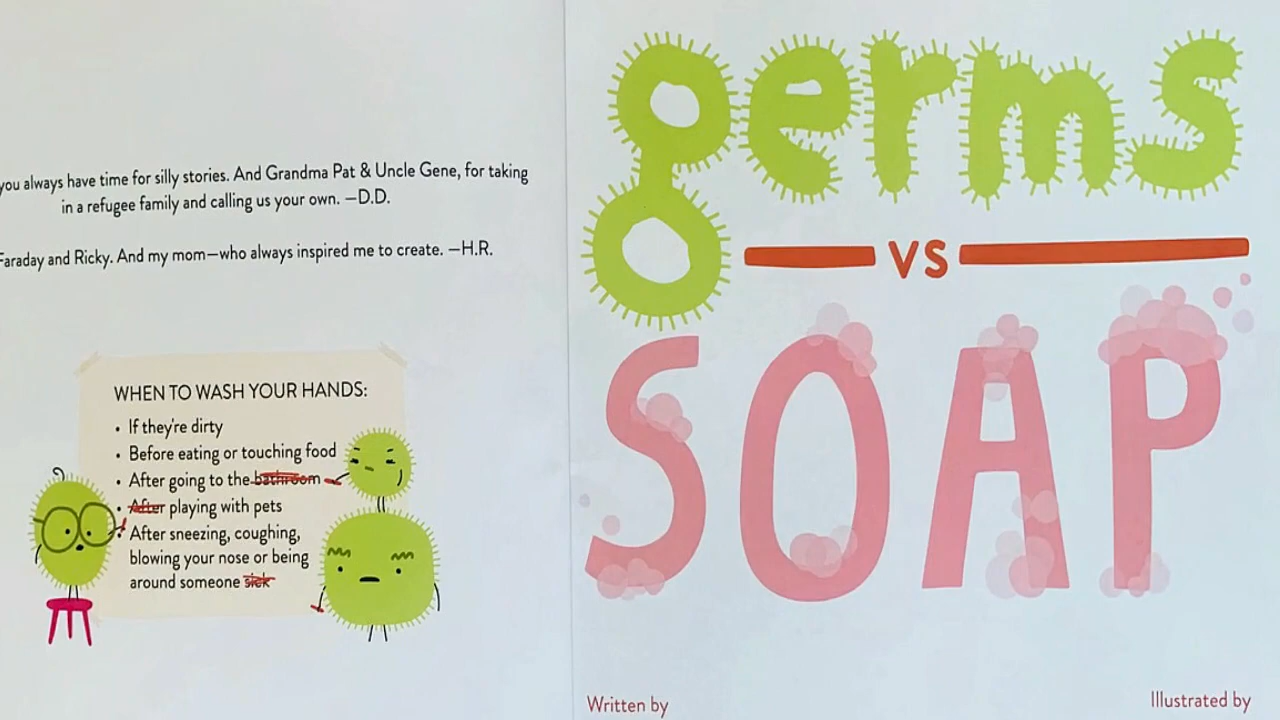 you always have time for silly stories. And Grandma Pat & Uncle Gene, for taking
in a refugee family and calling us your own. —D.D.
Faraday and Ricky. And my mom—who always inspired me to create. —H.R.
WHEN TO WASH YOUR HANDS:
• If they're dirty
• Before eating or touching food
• After going to the bathroom
• After playing with pets
• After sneezing, coughing,
blowing your nose or being
around someone sick
germs
VS
SOAP
Written by
Illustrated by